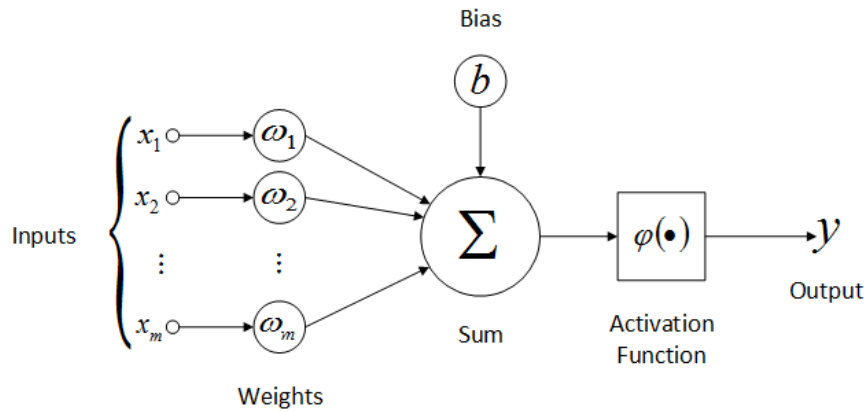 Bias
b
x₁ ω₁
x₂ ω₂
Inputs
⋮ ⋮
Σ
φ(•)
y
xₘ ωₘ
Output
Sum
Activation
Function
Weights